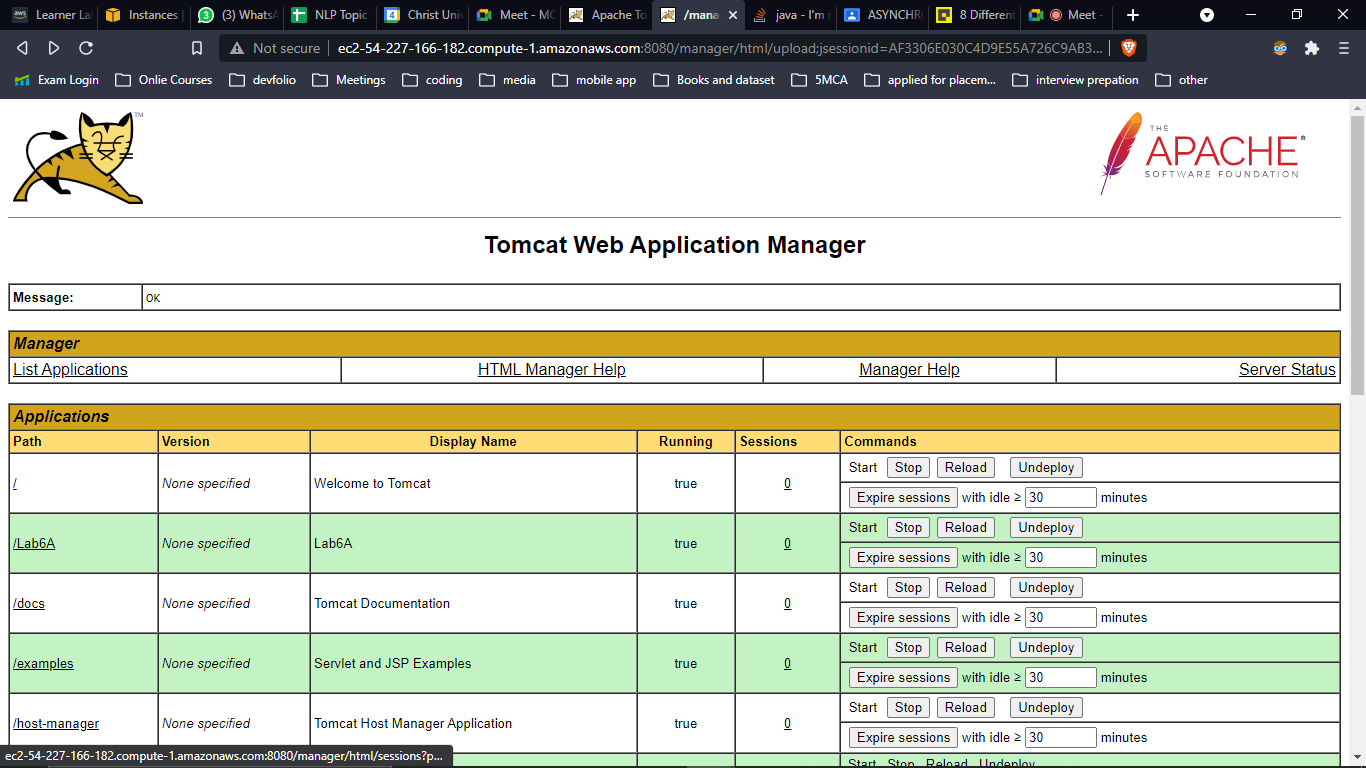 Learner La
Instances
(3) WhatsA
NLP Topic
Christ Univ
Meet - MC
Apache To
/mana
java - I'm r
ASYNCHR
8 Different
Meet -
Not secure
ec2-54-227-166-182.compute-1.amazonaws.com:8080/manager/html/upload;jsessionid=AF3306E030C4D9E55A726C9AB3...
Exam Login
Onlie Courses
devfolio
Meetings
coding
media
mobile app
Books and dataset
5MCA
applied for placem...
interview prepation
other
TM
THE
APACHE®
SOFTWARE FOUNDATION
Tomcat Web Application Manager
Message: OK
Manager
List Applications HTML Manager Help Manager Help Server Status
Applications
Path Version Display Name Running Sessions Commands
/ None specified Welcome to Tomcat true 0
Start Stop Reload Undeploy
Expire sessions with idle ≥ 30 minutes
/Lab6A None specified Lab6A true 0
Start Stop Reload Undeploy
Expire sessions with idle ≥ 30 minutes
/docs None specified Tomcat Documentation true 0
Start Stop Reload Undeploy
Expire sessions with idle ≥ 30 minutes
/examples None specified Servlet and JSP Examples true 0
Start Stop Reload Undeploy
Expire sessions with idle ≥ 30 minutes
/host-manager None specified Tomcat Host Manager Application true 0
Start Stop Reload Undeploy
Expire sessions with idle ≥ 30 minutes
Start Stop Reload Undeploy
ec2-54-227-166-182.compute-1.amazonaws.com:8080/manager/html/sessions?p...